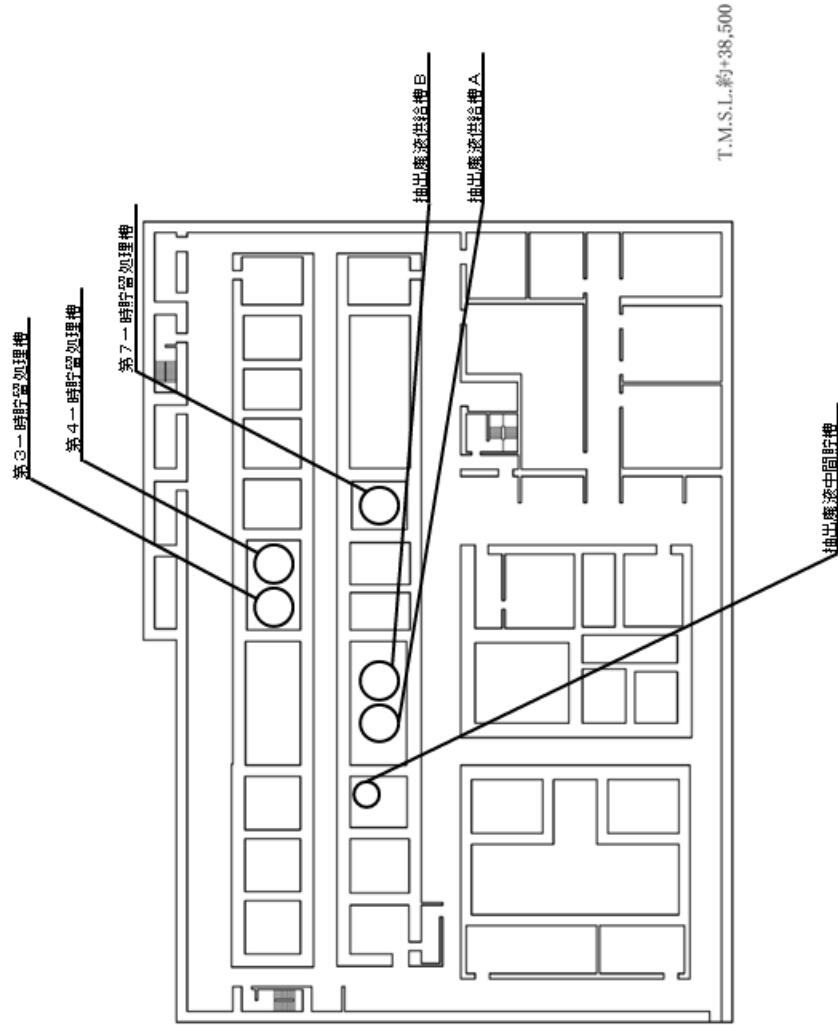 第3一時貯留処理槽
第4一時貯留処理槽
第7一時貯留処理槽
抽出廃液供給槽B
抽出廃液供給槽A
抽出廃液中間貯槽
T.M.S.L.約+38,500